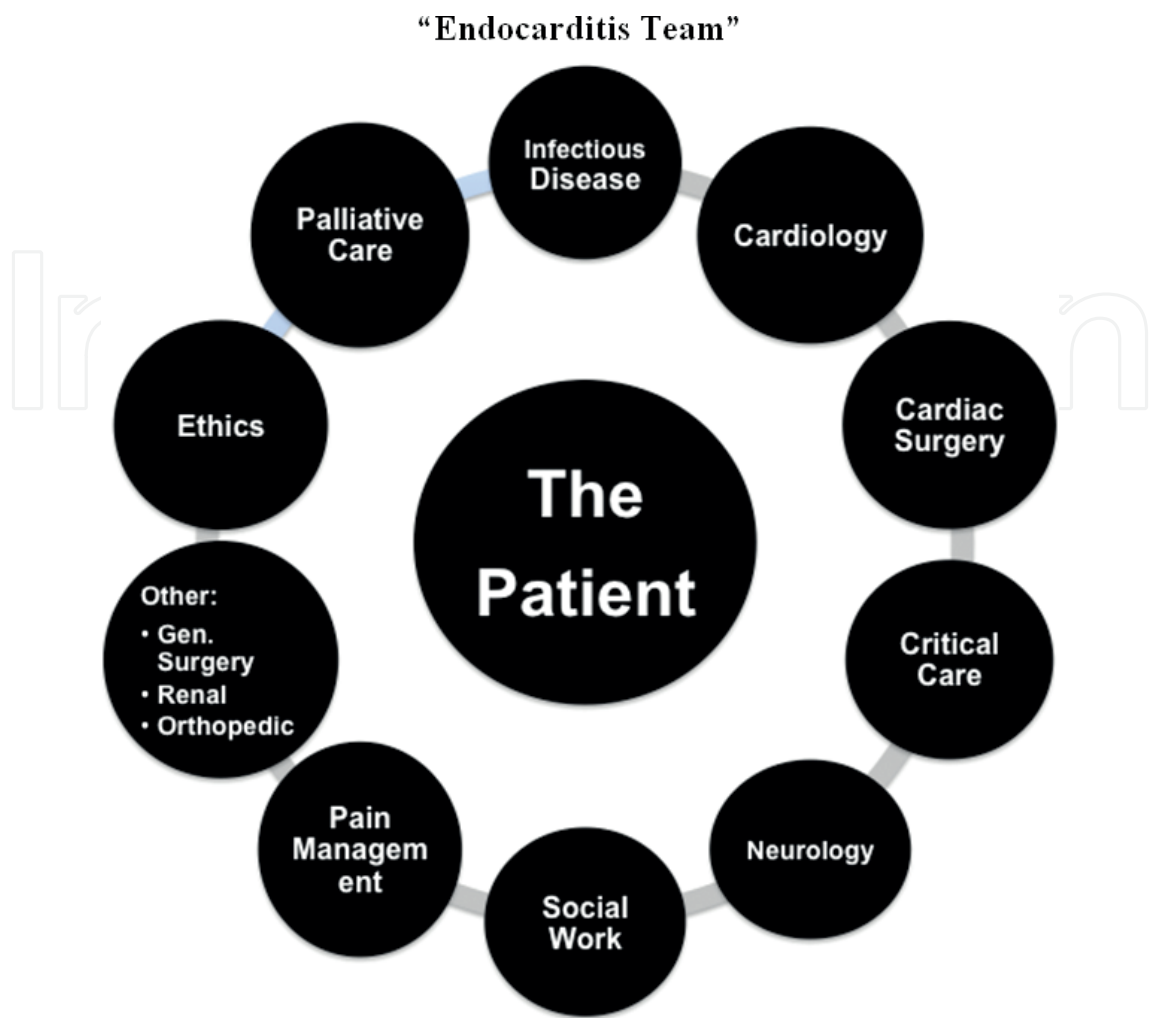 “Endocarditis Team”
Infectious
Disease
Cardiology
Cardiac
Surgery
Critical
Care
Neurology
Social
Work
Pain
Managem
ent
Other:
• Gen.
Surgery
• Renal
• Orthopedic
Ethics
Palliative
Care
The
Patient